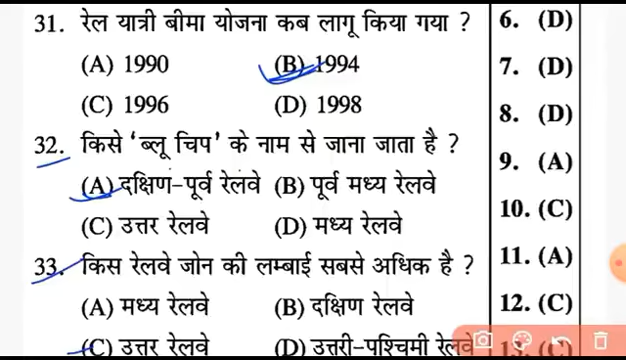 31. रेल यात्री बीमा योजना कब लागू किया गया ?
(A) 1990 (B) 1994
(C) 1996 (D) 1998
32. किसे ‘ब्लू चिप’ के नाम से जाना जाता है ?
(A) दक्षिण-पूर्व रेलवे (B) पूर्व मध्य रेलवे
(C) उत्तर रेलवे (D) मध्य रेलवे
33. किस रेलवे जोन की लम्बाई सबसे अधिक है ?
(A) मध्य रेलवे (B) दक्षिण रेलवे
(C) उत्तर रेलवे (D) उत्तरी-पश्चिमी रेलवे
6. (D)
7. (D)
8. (D)
9. (A)
10. (C)
11. (A)
12. (C)